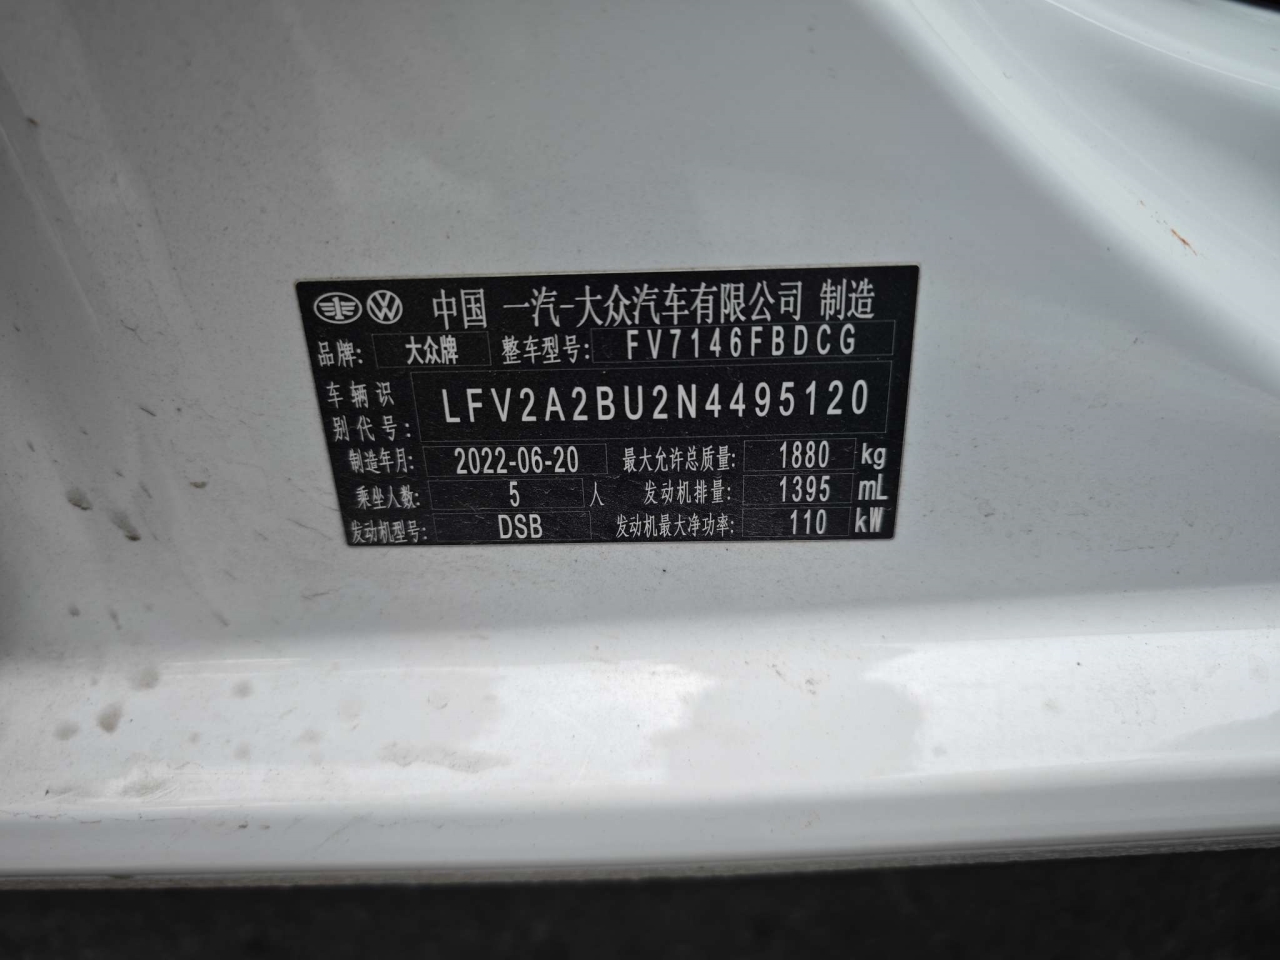 中国 一汽-大众汽车有限公司 制造
品牌: 大众牌 整车型号: FV7146FBDCG
车辆识别代号: LFV2A2BU2N4495120
制造年月: 2022-06-20 最大允许总质量: 1880 kg
乘坐人数: 5 人 发动机排量: 1395 mL
发动机型号: DSB 发动机最大净功率: 110 kW